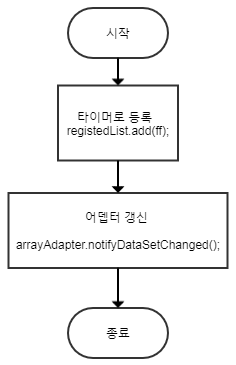 시작
타이머로 등록
registedList.add(ff);
어뎁터 갱신
arrayAdapter.notifyDataSetChanged();
종료